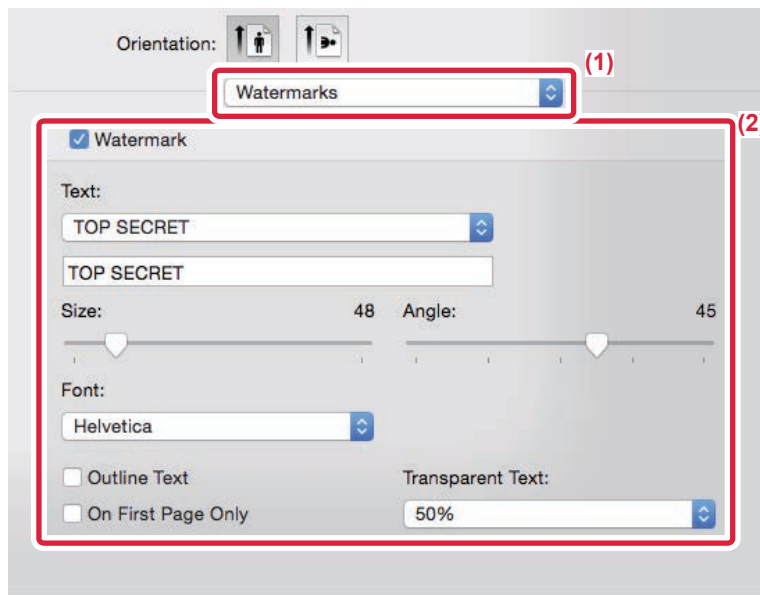 Orientation:
(1)
Watermarks
(2)
Watermark
Text:
TOP SECRET
TOP SECRET
Size: 48 Angle: 45
Font:
Helvetica
Outline Text Transparent Text:
On First Page Only 50%